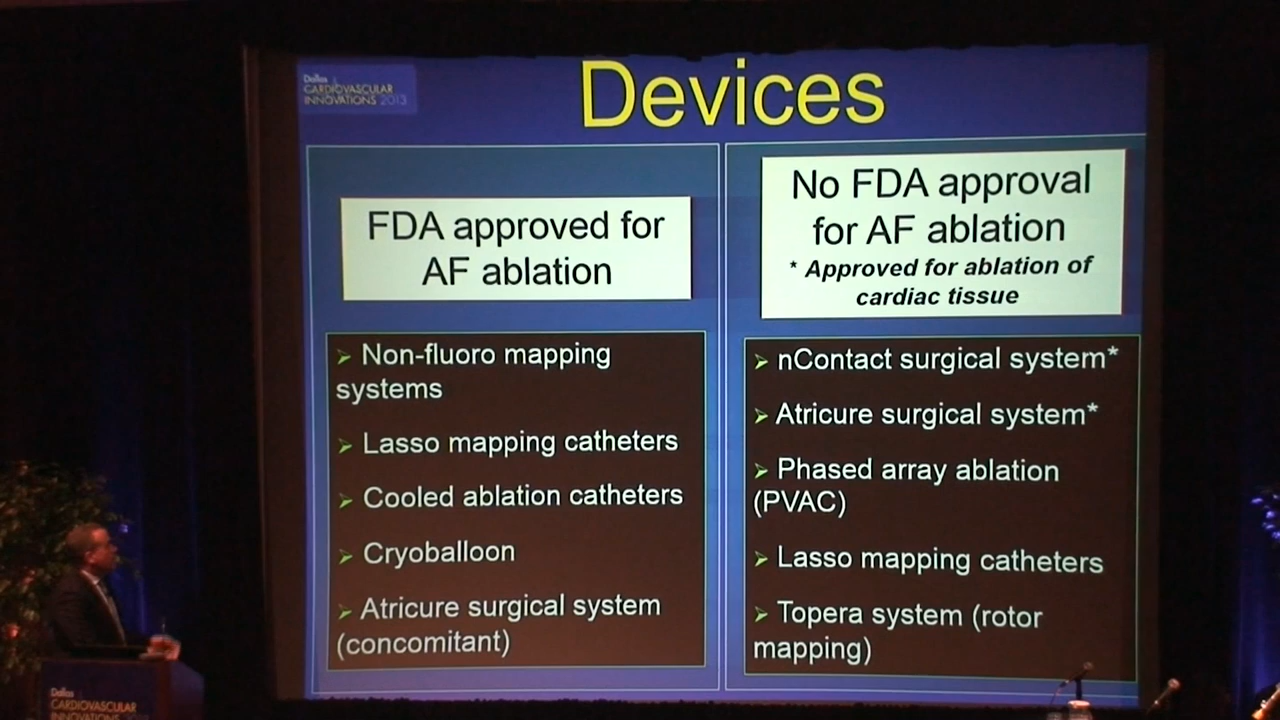 Dallas
CARDIOVASCULAR
INNOVATIONS 2013
Devices
FDA approved for
AF ablation
➢ Non-fluoro mapping
systems
➢ Lasso mapping catheters
➢ Cooled ablation catheters
➢ Cryoballoon
➢ Atricure surgical system
(concomitant)
No FDA approval
for AF ablation
* Approved for ablation of
cardiac tissue
➢ nContact surgical system*
➢ Atricure surgical system*
➢ Phased array ablation
(PVAC)
➢ Lasso mapping catheters
➢ Topera system (rotor
mapping)
Dallas
CARDIOVASCULAR
INNOVATIONS